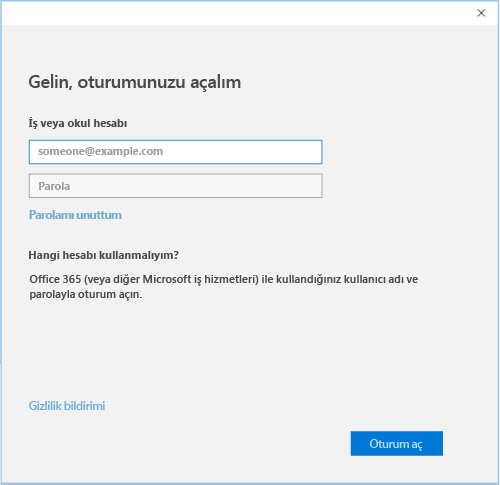 Gelin, oturumunuzu açalım
İş veya okul hesabı
someone@example.com
Parola
Parolamı unuttum
Hangi hesabı kullanmalıyım?
Office 365 (veya diğer Microsoft iş hizmetleri) ile kullandığınız kullanıcı adı ve
parolayla oturum açın.
Gizlilik bildirimi
Oturum aç